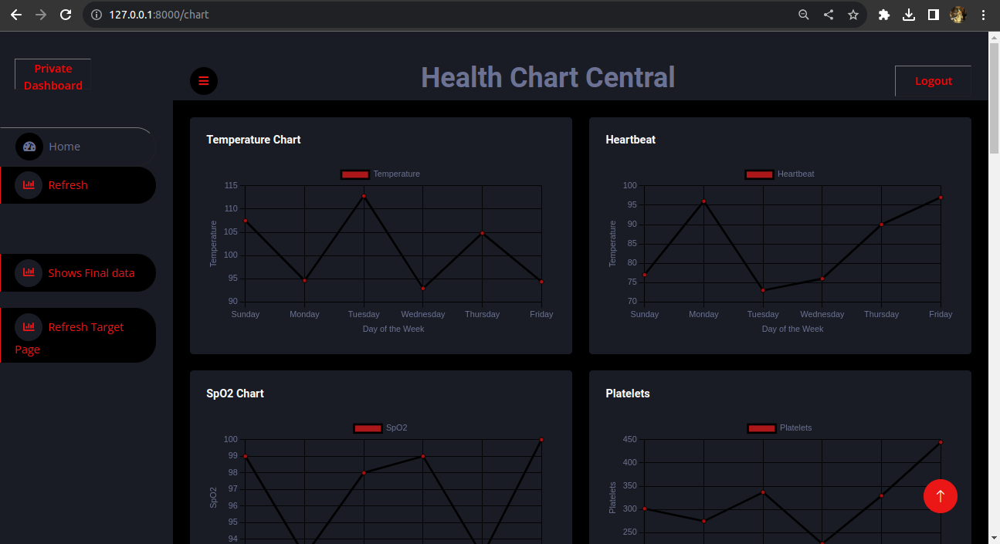 127.0.0.1:8000/chart
Private
Dashboard
Health Chart Central
Logout
Home
Refresh
Shows Final data
Refresh Target
Page
Temperature Chart
Temperature
115
110
105
100
95
90
Temperature
Sunday Monday Tuesday Wednesday Thursday Friday
Day of the Week
Heartbeat
Heartbeat
100
95
90
85
80
75
70
Temperature
Sunday Monday Tuesday Wednesday Thursday Friday
Day of the Week
SpO2 Chart
SpO2
100
99
98
97
96
95
94
SpO2
Platelets
Platelets
450
400
350
300
250
Platelets